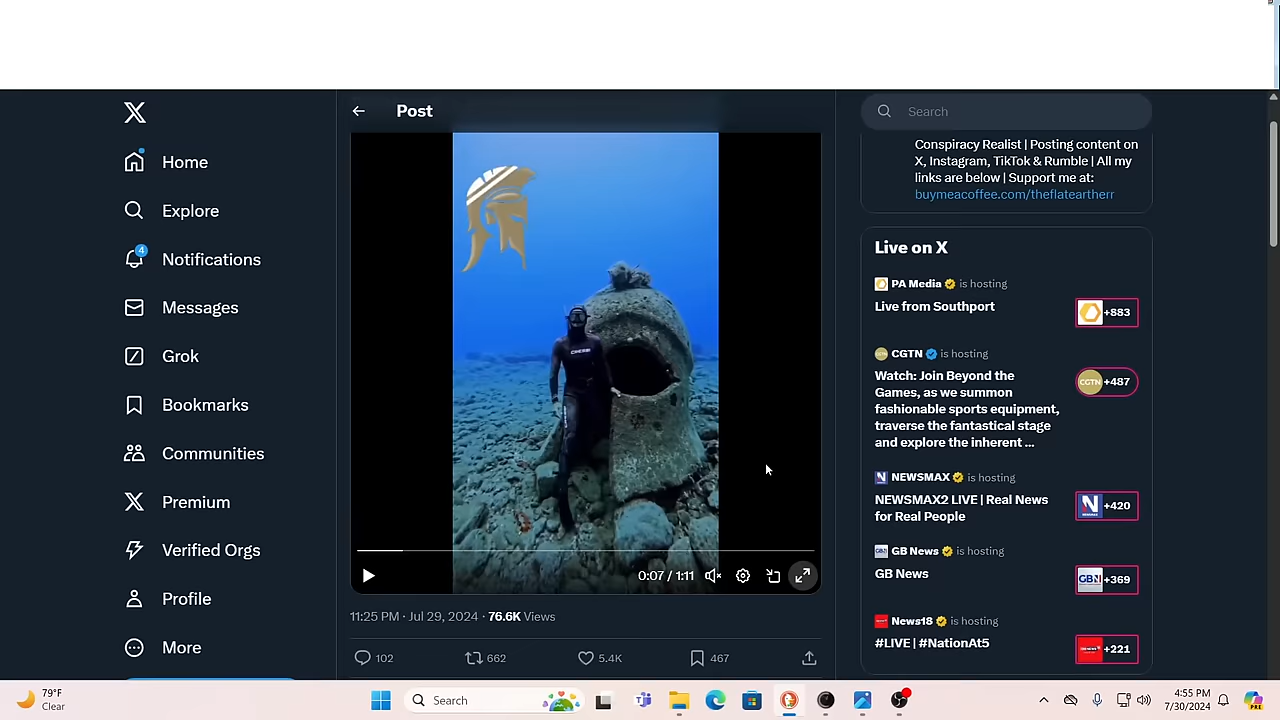 Post
Search
Home
Explore
4
Notifications
Messages
Grok
Bookmarks
Communities
Premium
Verified Orgs
Profile
More
CRESSI
0:07 / 1:11
11:25 PM · Jul 29, 2024 · 76.6K Views
102
662
5.4K
467
Conspiracy Realist | Posting content on
X, Instagram, TikTok & Rumble | All my
links are below | Support me at:
buymeacoffee.com/theflateartherr
Live on X
PA Media is hosting
Live from Southport
+883
CGTN is hosting
Watch: Join Beyond the
Games, as we summon
fashionable sports equipment,
traverse the fantastical stage
and explore the inherent ...
CGTN +487
NEWSMAX is hosting
NEWSMAX2 LIVE | Real News
for Real People
N +420
GB News is hosting
GB News
GBN +369
News18 is hosting
#LIVE | #NationAt5
+221
79°F
Clear
Search
4:55 PM
7/30/2024
PRE